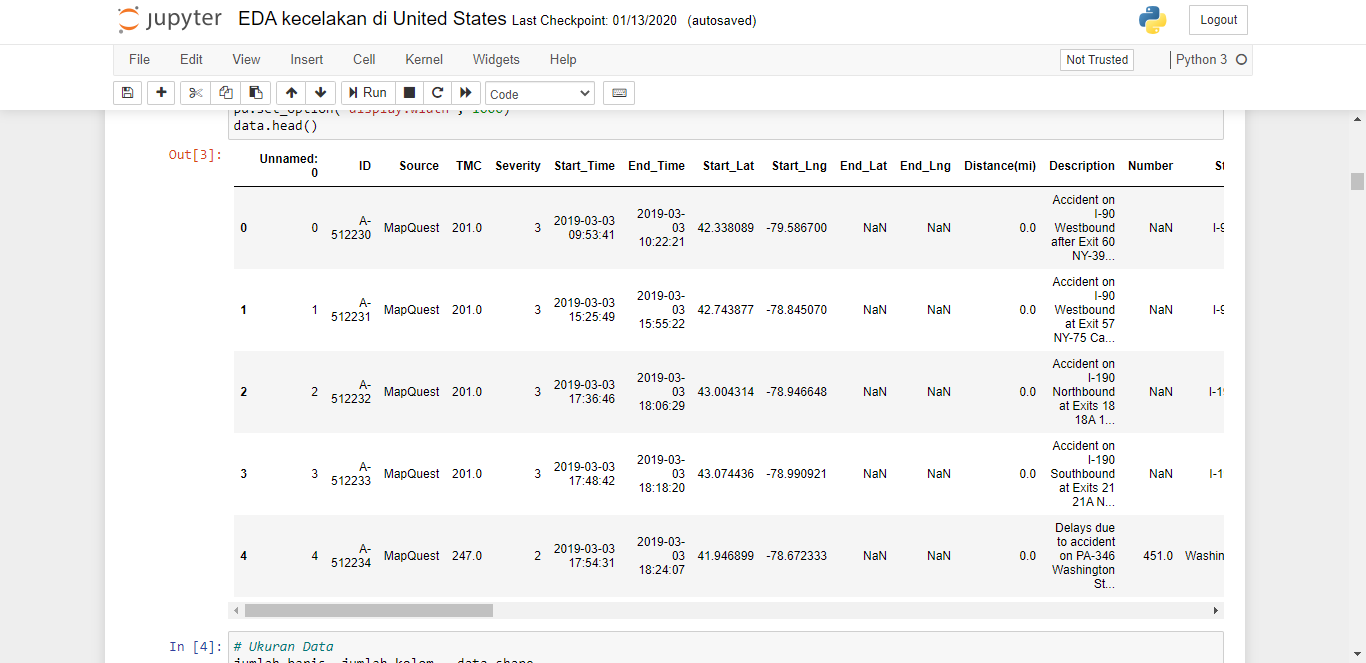 jupyter EDA kecelakan di United States Last Checkpoint: 01/13/2020 (autosaved) Logout
File Edit View Insert Cell Kernel Widgets Help Not Trusted Python 3
Run Code
pd.set_option('display.width', 1000)
data.head()
Out[3]:
Unnamed: 0 ID Source TMC Severity Start_Time End_Time Start_Lat Start_Lng End_Lat End_Lng Distance(mi) Description Number St
0 0 A-512230 MapQuest 201.0 3 2019-03-03 09:53:41 2019-03-03 10:22:21 42.338089 -79.586700 NaN NaN 0.0 Accident on I-90 Westbound after Exit 60 NY-39... NaN I-9
1 1 A-512231 MapQuest 201.0 3 2019-03-03 15:25:49 2019-03-03 15:55:22 42.743877 -78.845070 NaN NaN 0.0 Accident on I-90 Westbound at Exit 57 NY-75 Ca... NaN I-9
2 2 A-512232 MapQuest 201.0 3 2019-03-03 17:36:46 2019-03-03 18:06:29 43.004314 -78.946648 NaN NaN 0.0 Accident on I-190 Northbound at Exits 18 18A 1... NaN I-1
3 3 A-512233 MapQuest 201.0 3 2019-03-03 17:48:42 2019-03-03 18:18:20 43.074436 -78.990921 NaN NaN 0.0 Accident on I-190 Southbound at Exits 21 21A N... NaN I-1
4 4 A-512234 MapQuest 247.0 2 2019-03-03 17:54:31 2019-03-03 18:24:07 41.946899 -78.672333 NaN NaN 0.0 Delays due to accident on PA-346 Washington St... 451.0 Washin
In [4]: # Ukuran Data
jumlah_baris, jumlah_kolom = data.shape